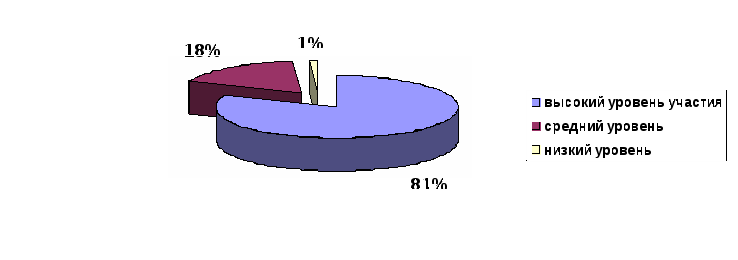 18%
1%
81%
высокий уровень участия
средний уровень
низкий уровень